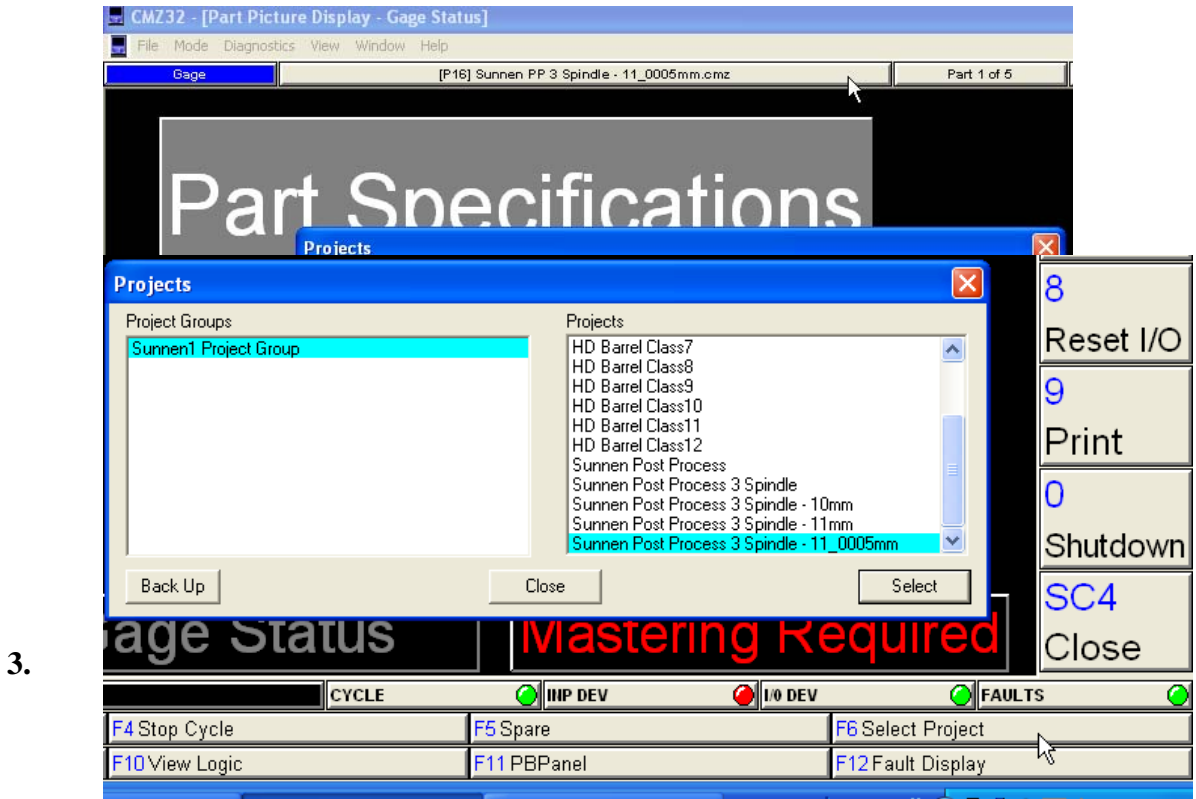 CMZ32 - [Part Picture Display - Gage Status]
File Mode Diagnostics View Window Help
Gage [P16] Sunnen PP 3 Spindle - 11_0005mm.cmz Part 1 of 5
Part Specifications
Projects
Projects
Project Groups
Sunnen1 Project Group
Projects
HD Barrel Class7
HD Barrel Class8
HD Barrel Class9
HD Barrel Class10
HD Barrel Class11
HD Barrel Class12
Sunnen Post Process
Sunnen Post Process 3 Spindle
Sunnen Post Process 3 Spindle - 10mm
Sunnen Post Process 3 Spindle - 11mm
Sunnen Post Process 3 Spindle - 11_0005mm
Back Up Close Select
8
Reset I/O
9
Print
0
Shutdown
SC4
Close
Gage Status Mastering Required
3.
CYCLE INP DEV I/0 DEV FAULTS
F4 Stop Cycle F5 Spare F6 Select Project
F10 View Logic F11 PBPanel F12 Fault Display